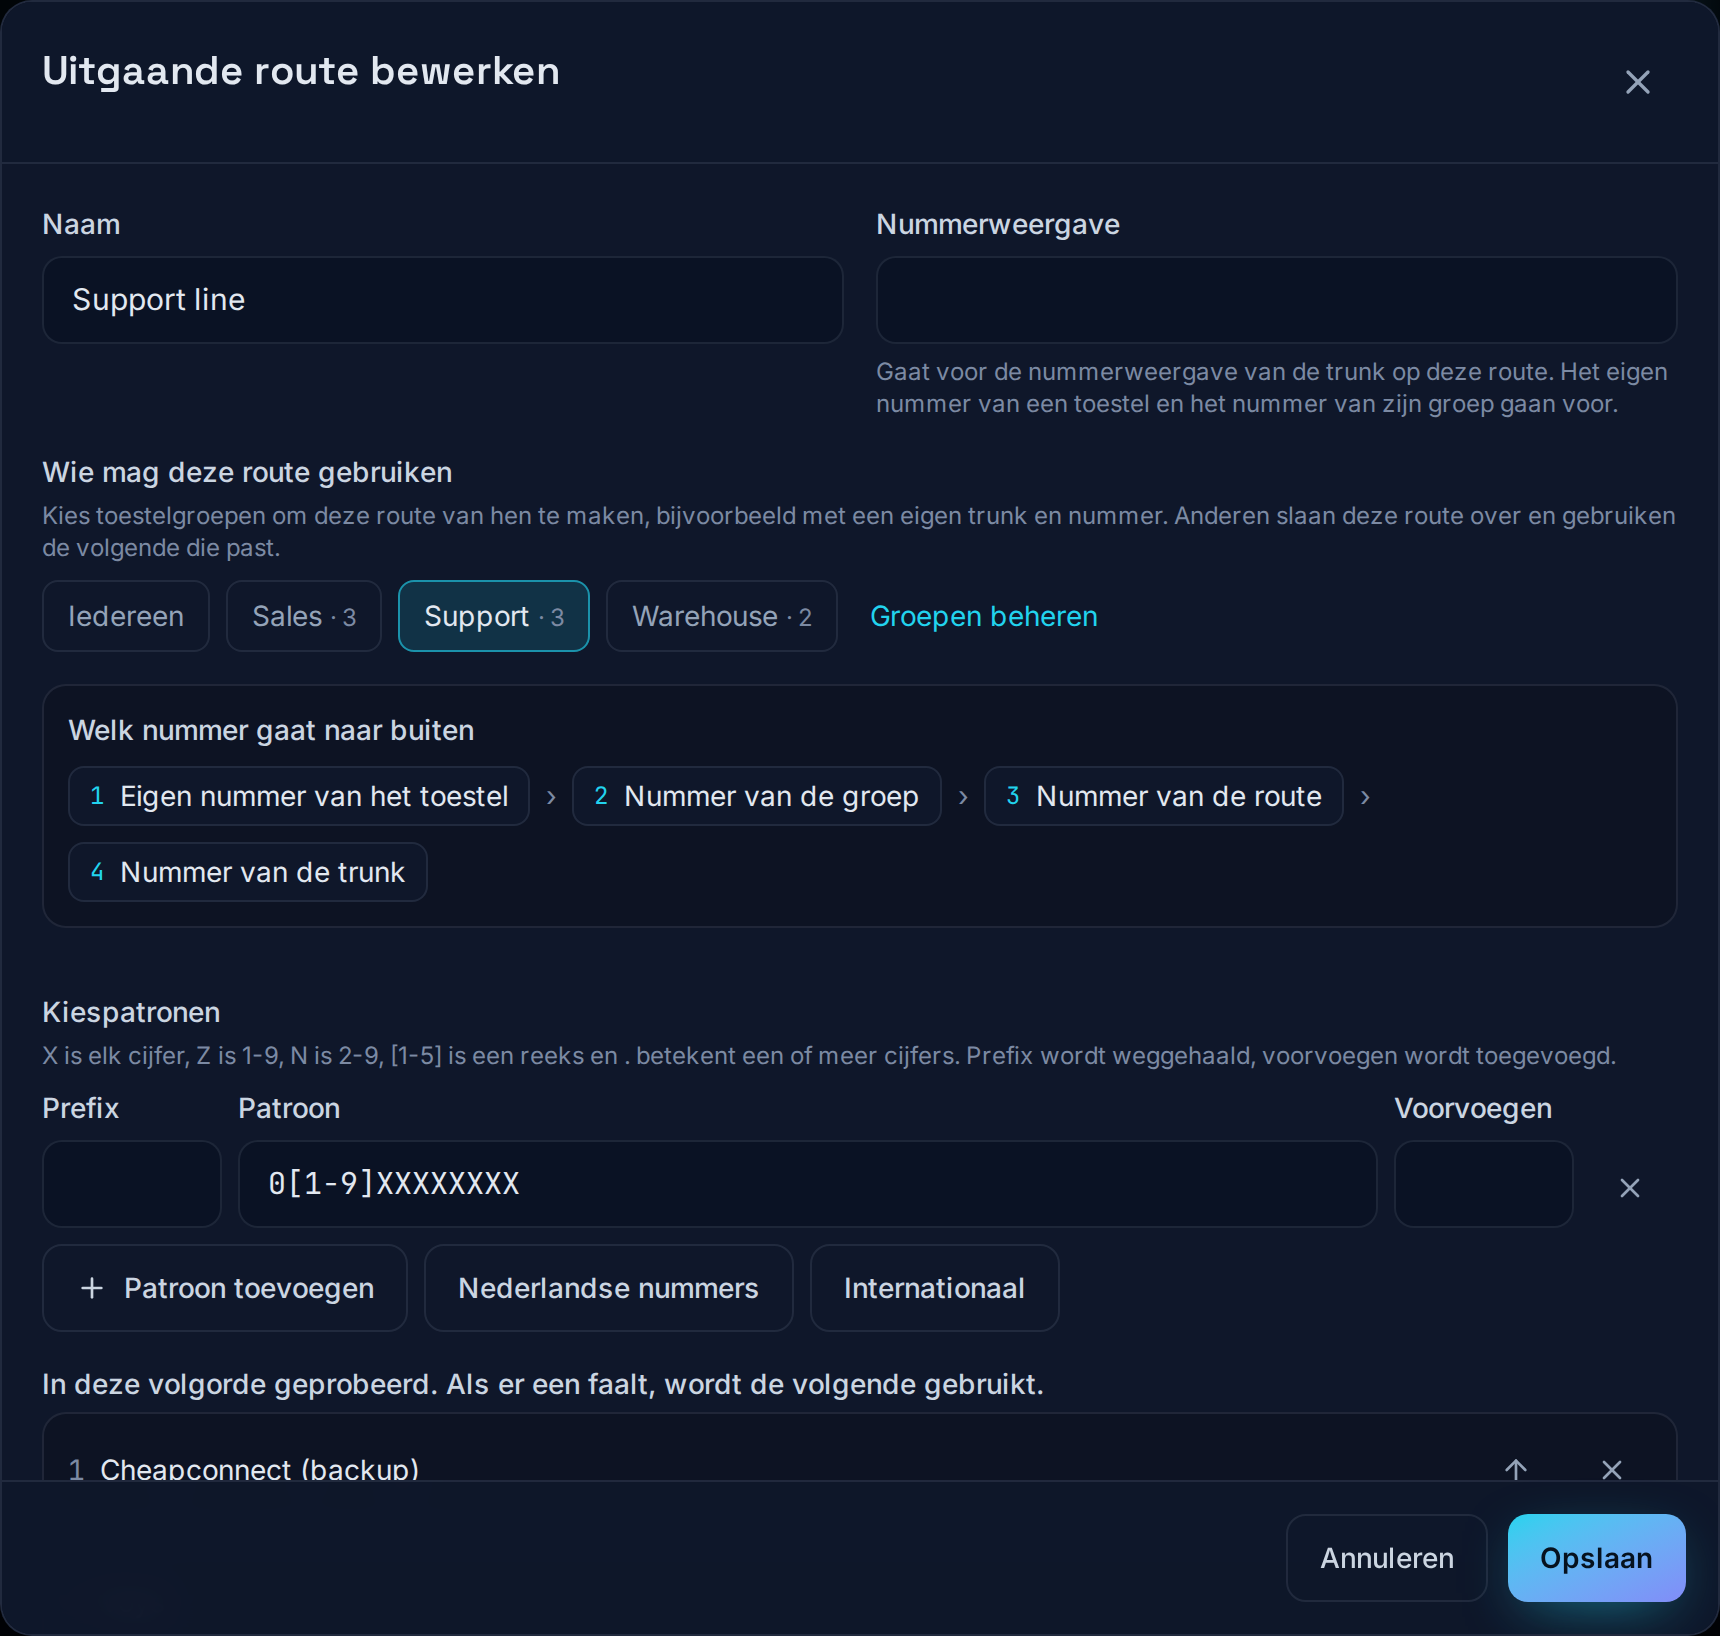 Uitgaande route bewerken
Naam
Nummerweergave
Support line
Gaat voor de nummerweergave van de trunk op deze route. Het eigen
nummer van een toestel en het nummer van zijn groep gaan voor.
Wie mag deze route gebruiken
Kies toestelgroepen om deze route van hen te maken, bijvoorbeeld met een eigen trunk en nummer. Anderen slaan deze route over en gebruiken
de volgende die past.
Iedereen
Sales · 3
Support · 3
Warehouse · 2
Groepen beheren
Welk nummer gaat naar buiten
1 Eigen nummer van het toestel › 2 Nummer van de groep › 3 Nummer van de route ›
4 Nummer van de trunk
Kiespatronen
X is elk cijfer, Z is 1-9, N is 2-9, [1-5] is een reeks en . betekent een of meer cijfers. Prefix wordt weggehaald, voorvoegen wordt toegevoegd.
Prefix
Patroon
Voorvoegen
0[1-9]XXXXXXXX
+ Patroon toevoegen
Nederlandse nummers
Internationaal
In deze volgorde geprobeerd. Als er een faalt, wordt de volgende gebruikt.
1 Cheapconnect (backup)
Annuleren
Opslaan